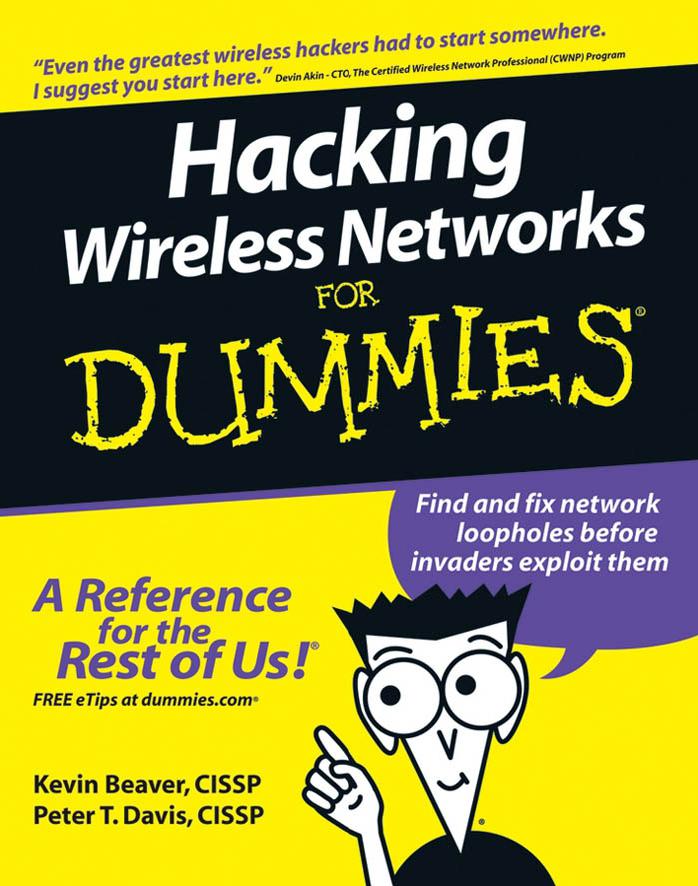 “Even the greatest wireless hackers had to start somewhere.
I suggest you start here.” Devin Akin - CTO, The Certified Wireless Network Professional (CWNP) Program
Hacking
Wireless Networks
FOR
DUMMIES®
Find and fix network
loopholes before
invaders exploit them
A Reference
for the
Rest of Us!®
FREE eTips at dummies.com®
Kevin Beaver, CISSP
Peter T. Davis, CISSP
®